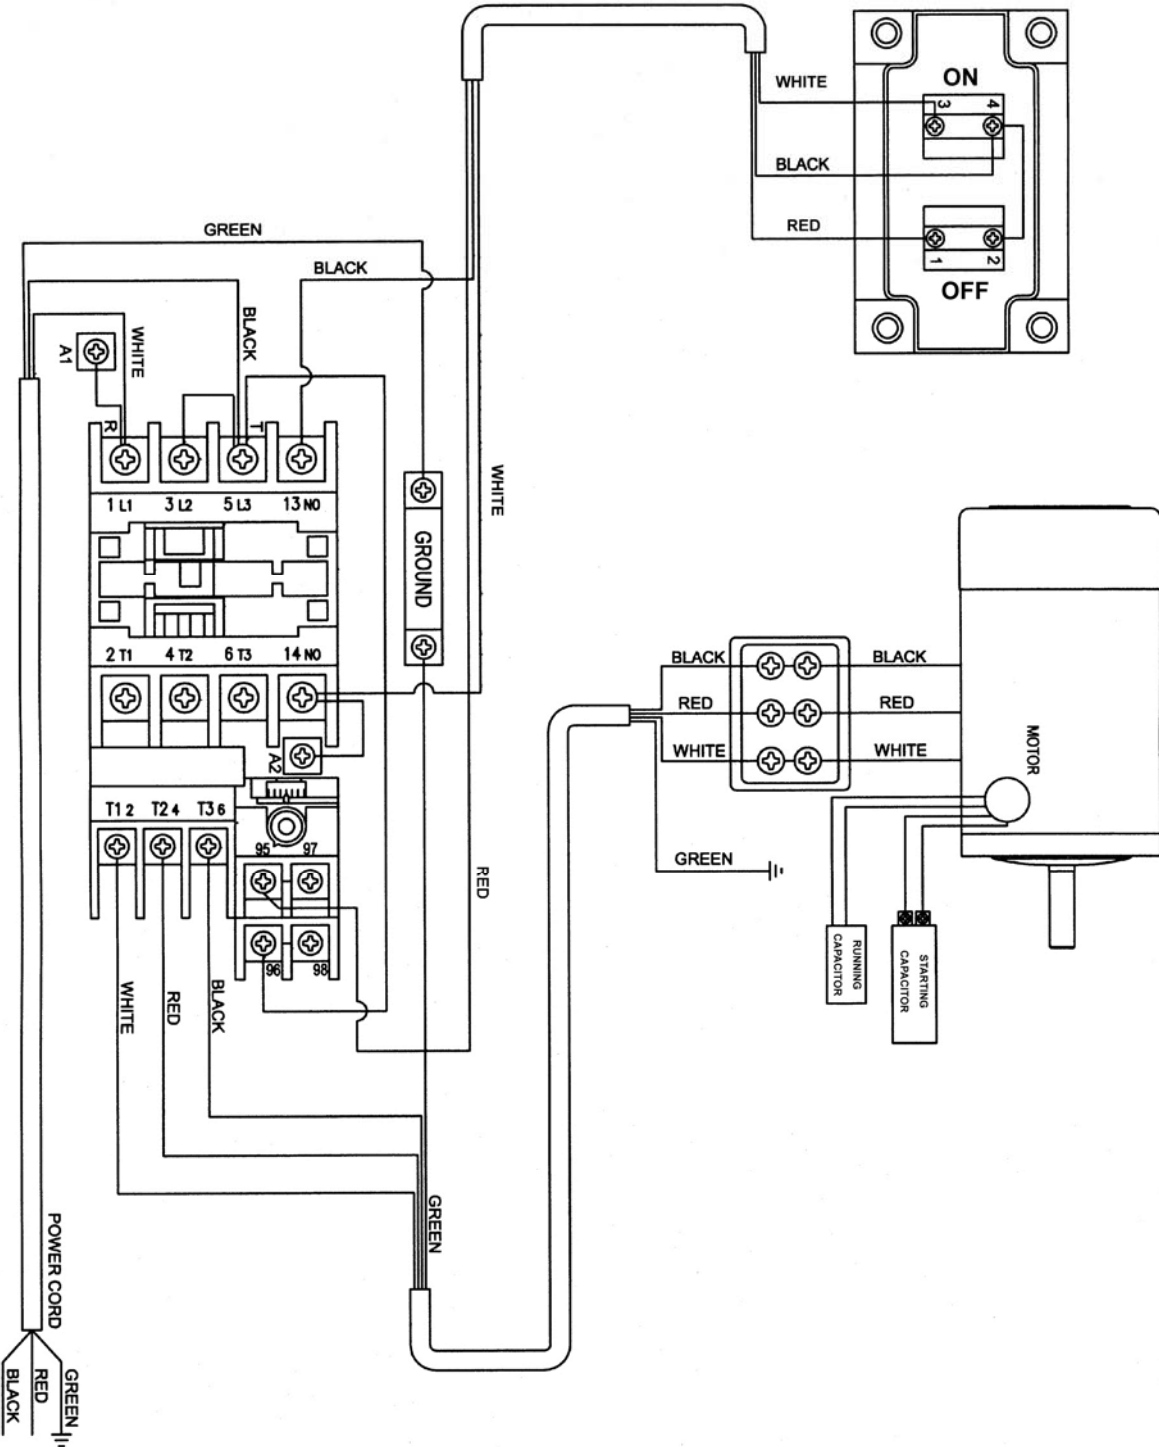 ON
WHITE
3 4
BLACK
RED
1 2
OFF
GREEN
BLACK
BLACK
WHITE
A1
R
T
WHITE
1 L1 3 L2 5 L3 13 NO
GROUND
2 T1 4 T2 6 T3 14 NO
A2
BLACK BLACK
RED RED
WHITE WHITE
MOTOR
T1 2 T2 4 T3 6
95 97
96 98
GREEN
RED
RUNNING
CAPACITOR
STARTING
CAPACITOR
WHITE
RED
BLACK
GREEN
POWER CORD
GREEN
RED
BLACK